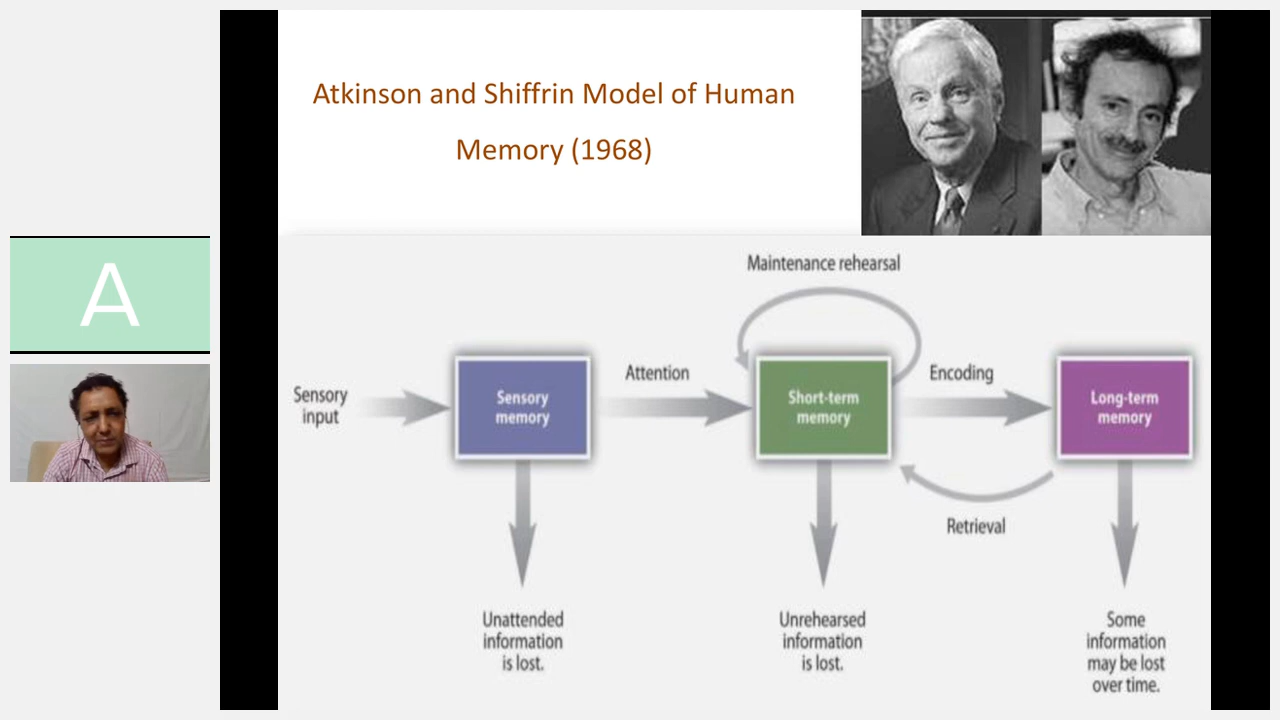 Atkinson and Shiffrin Model of Human
Memory (1968)
A
Maintenance rehearsal
Sensory
input
Sensory
memory
Attention
Short-term
memory
Encoding
Long-term
memory
Retrieval
Unattended
information
is lost.
Unrehearsed
information
is lost.
Some
information
may be lost
over time.